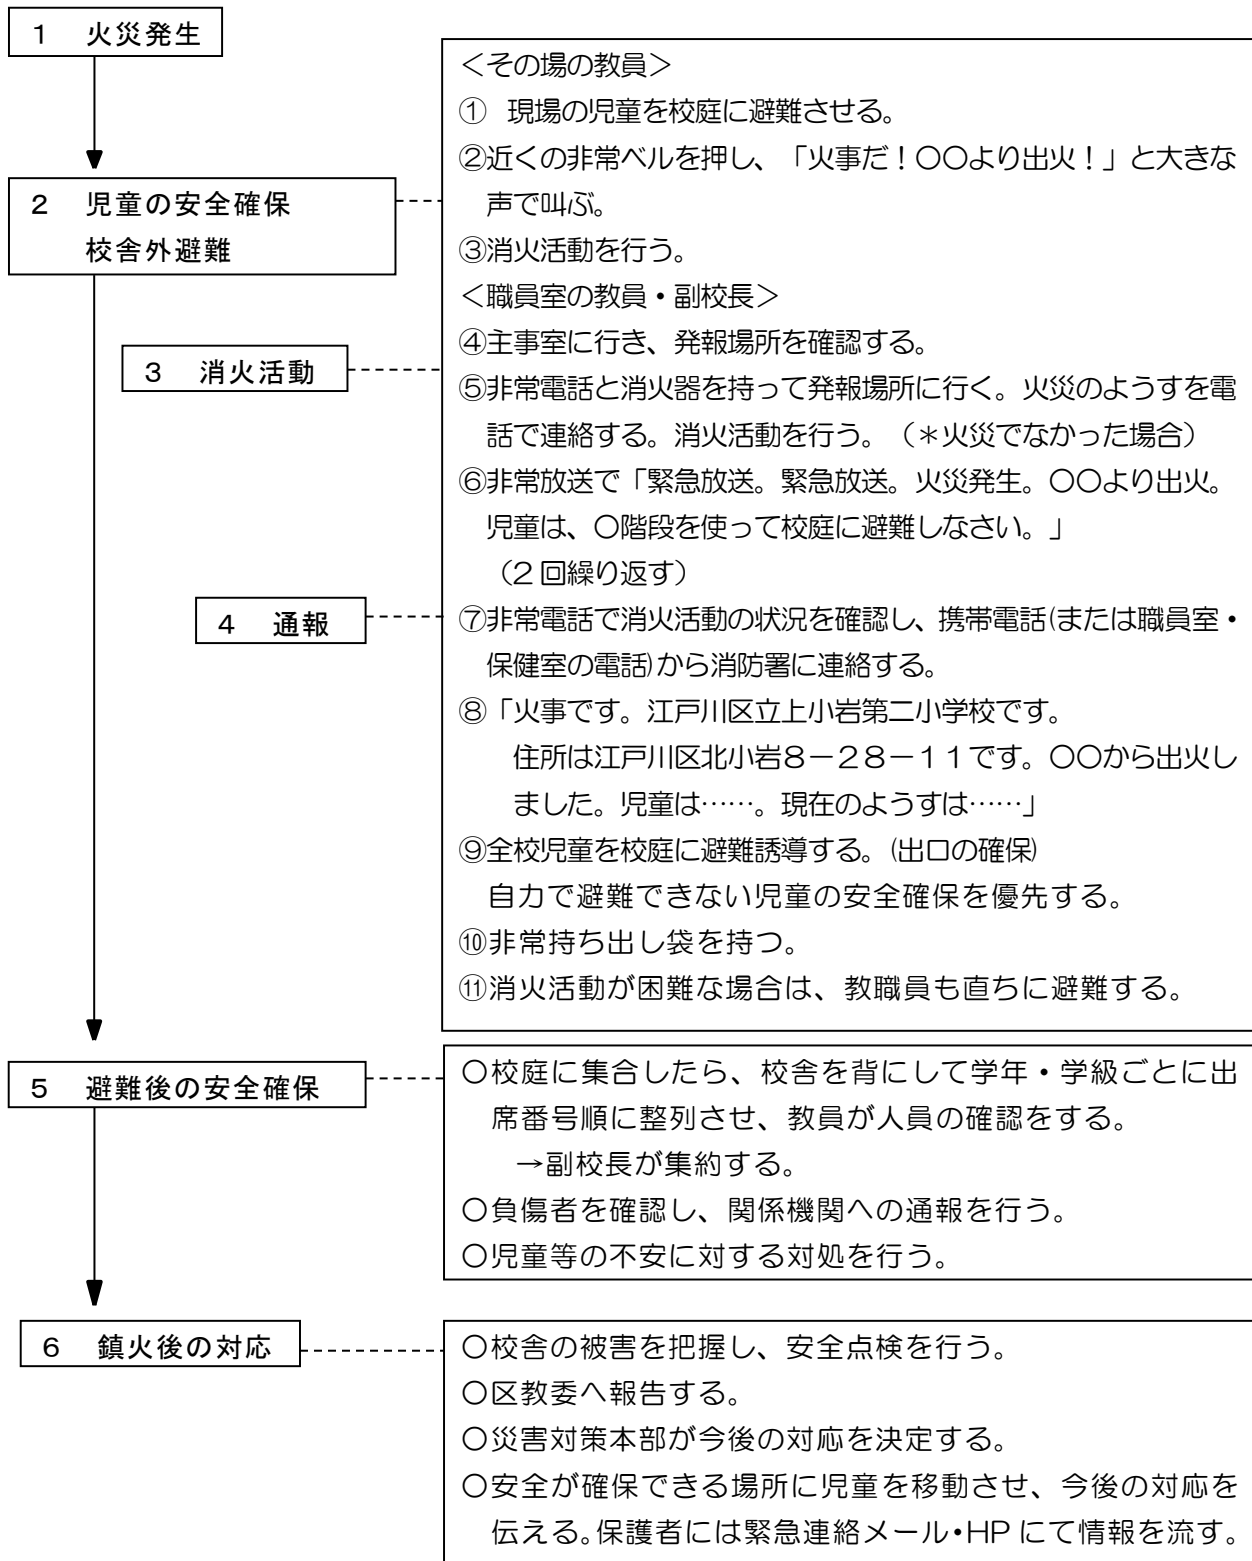 １　火災発生
＜その場の教員＞
①　現場の児童を校庭に避難させる。
②近くの非常ベルを押し、「火事だ！〇〇より出火！」と大きな
声で叫ぶ。
③消火活動を行う。
２　児童の安全確保
校舎外避難
＜職員室の教員・副校長＞
④主事室に行き、発報場所を確認する。
３　消火活動
⑤非常電話と消火器を持って発報場所に行く。火災のようすを電
話で連絡する。消火活動を行う。（＊火災でなかった場合）
⑥非常放送で「緊急放送。緊急放送。火災発生。〇〇より出火。
児童は、〇階段を使って校庭に避難しなさい。」
（2 回繰り返す）
４　通報
⑦非常電話で消火活動の状況を確認し、携帯電話(または職員室・
保健室の電話)から消防署に連絡する。
⑧「火事です。江戸川区立上小岩第二小学校です。
住所は江戸川区北小岩８－２８－１１です。〇〇から出火し
ました。児童は……。現在のようすは……」
⑨全校児童を校庭に避難誘導する。(出口の確保)
自力で避難できない児童の安全確保を優先する。
⑩非常持ち出し袋を持つ。
⑪消火活動が困難な場合は、教職員も直ちに避難する。
５　避難後の安全確保
〇校庭に集合したら、校舎を背にして学年・学級ごとに出
席番号順に整列させ、教員が人員の確認をする。
→副校長が集約する。
〇負傷者を確認し、関係機関への通報を行う。
〇児童等の不安に対する対処を行う。
６　鎮火後の対応
〇校舎の被害を把握し、安全点検を行う。
〇区教委へ報告する。
〇災害対策本部が今後の対応を決定する。
〇安全が確保できる場所に児童を移動させ、今後の対応を
伝える。保護者には緊急連絡メール・HP にて情報を流す。